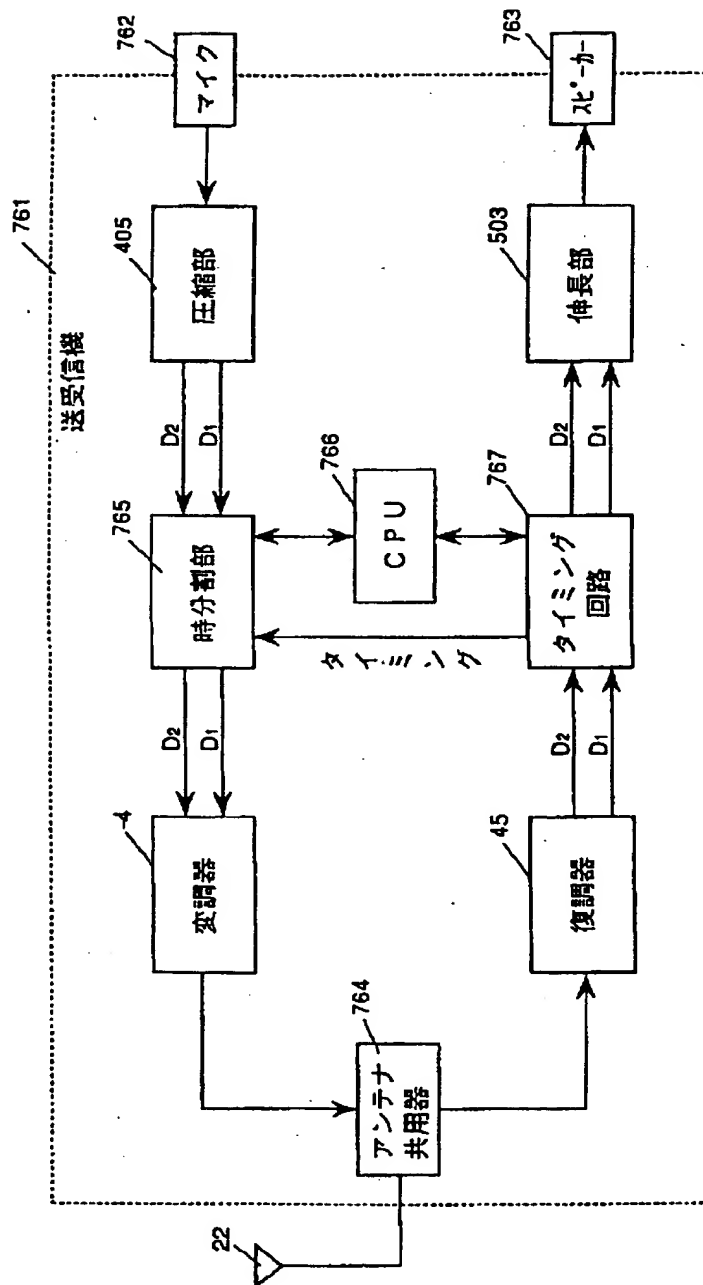 761
送受信機
762
マイク
405
圧縮部
D2
D1
765
時分割部
D2
D1
4
変調器
764
アンテナ
共用器
22
766
CPU
タイミング
763
スピーカー
503
伸長部
D2
D1
767
タイミング
回路
D2
D1
45
復調器